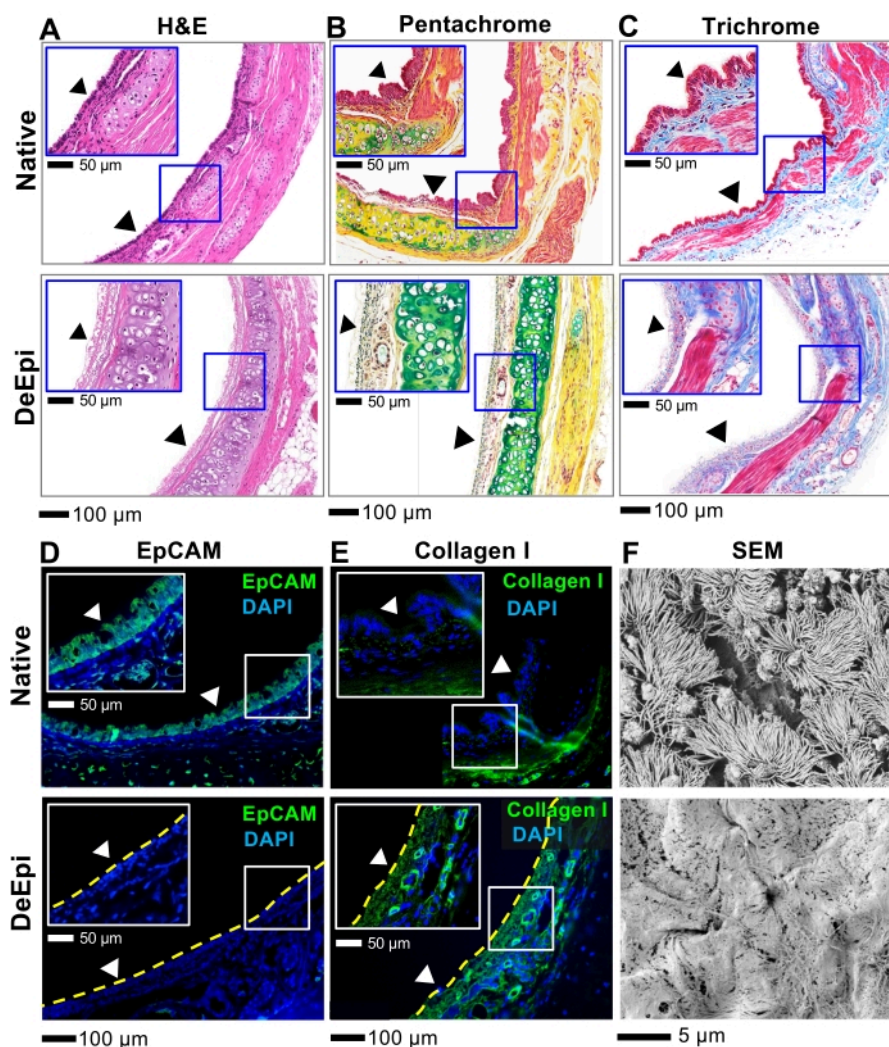 A H&E B Pentachrome C Trichrome
Native
50 µm 50 µm 50 µm
DeEpi
50 µm 50 µm 50 µm
100 µm 100 µm 100 µm
D EpCAM E Collagen I F SEM
Native
EpCAM
DAPI
50 µm
Collagen I
DAPI
50 µm
DeEpi
EpCAM
DAPI
50 µm
Collagen I
DAPI
50 µm
100 µm 100 µm 5 µm